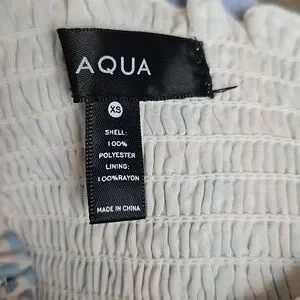 AQUA
XS
SHELL:
100%
POLYESTER
LINING:
100%RAYON
MADE IN CHINA